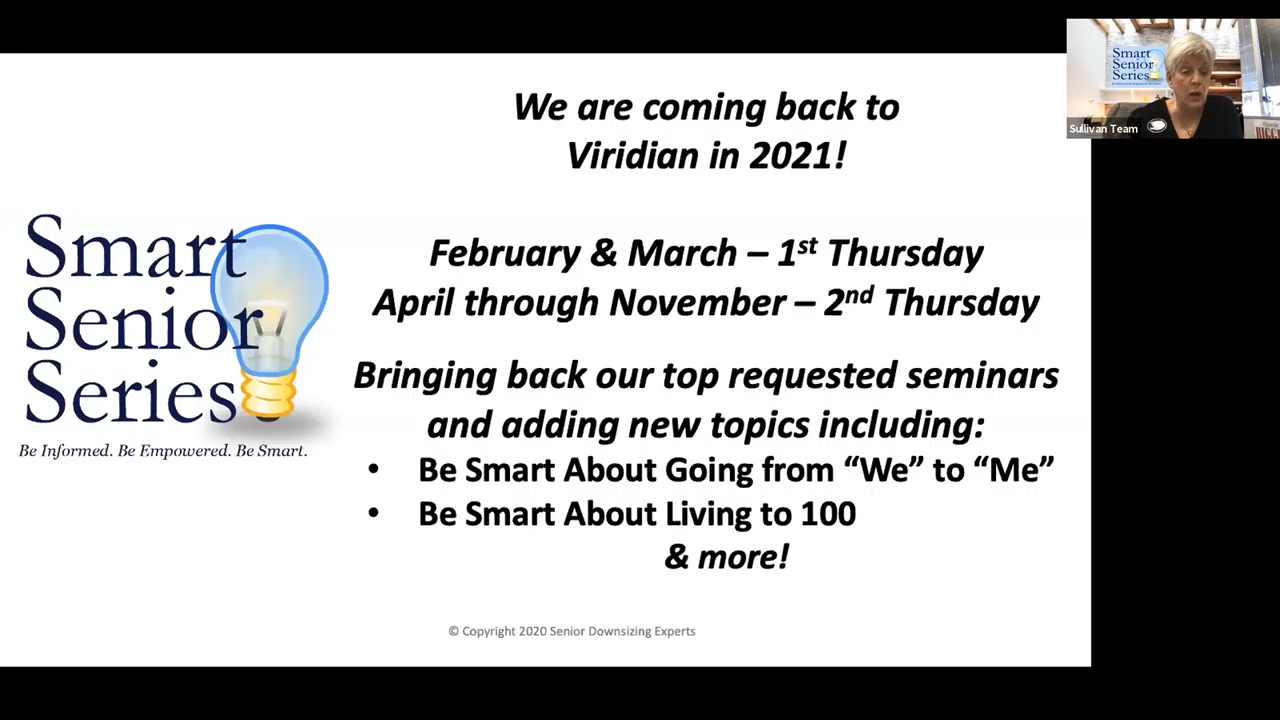 We are coming back to
Viridian in 2021!
February & March – 1st Thursday
April through November – 2nd Thursday
Bringing back our top requested seminars
and adding new topics including:
• Be Smart About Going from “We” to “Me”
• Be Smart About Living to 100
& more!
Smart
Senior
Series
Be Informed. Be Empowered. Be Smart.
© Copyright 2020 Senior Downsizing Experts
Smart
Senior
Series
Sullivan Team